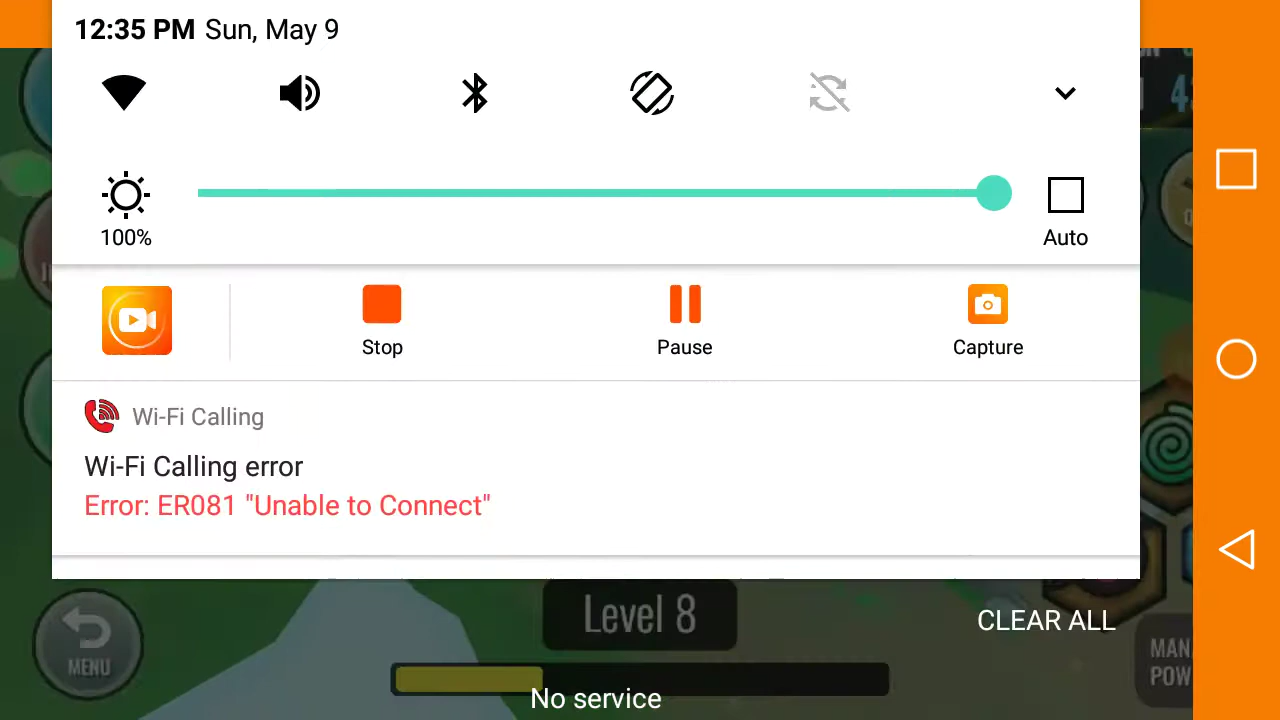 12:35 PM Sun, May 9
100%
Auto
Stop
Pause
Capture
Wi-Fi Calling
Wi-Fi Calling error
Error: ER081 "Unable to Connect"
Level 8
CLEAR ALL
MENU
No service